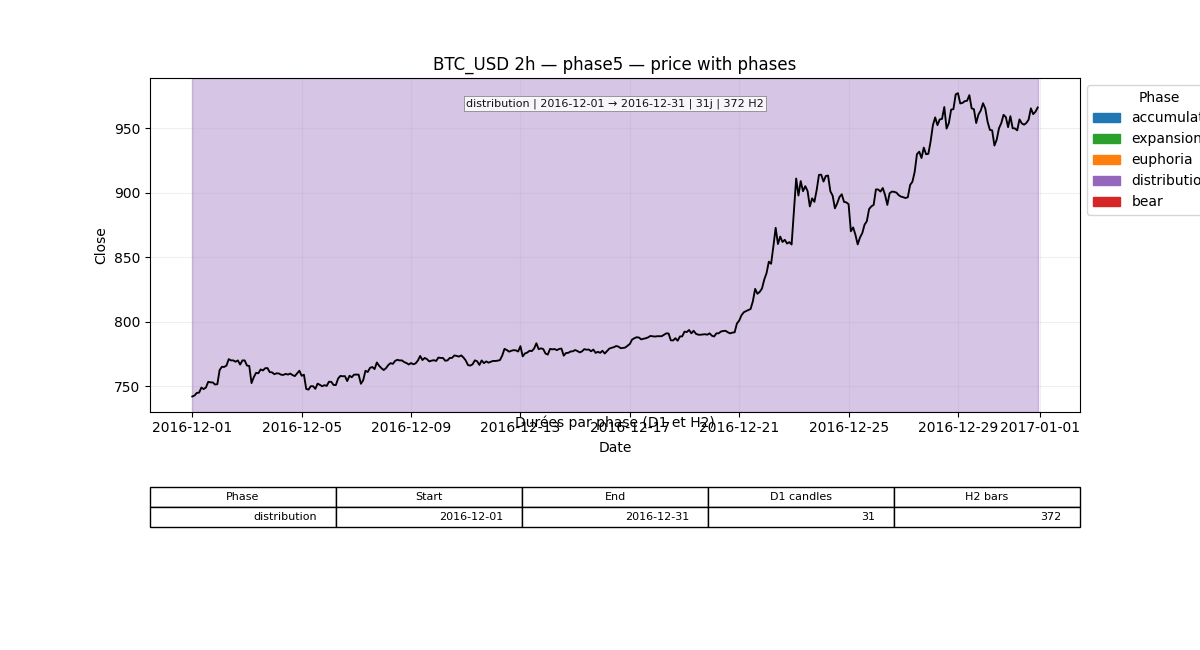 BTC_USD 2h — phase5 — price with phases
distribution | 2016-12-01 → 2016-12-31 | 31j | 372 H2
Close
950
900
850
800
750
Phase
accumulat
expansion
euphoria
distributio
bear
2016-12-01 2016-12-05 2016-12-09 2016-12-13 2016-12-17 2016-12-21 2016-12-25 2016-12-29 2017-01-01
Durées par phase (D1 et H2)
Date
Phase Start End D1 candles H2 bars
distribution 2016-12-01 2016-12-31 31 372